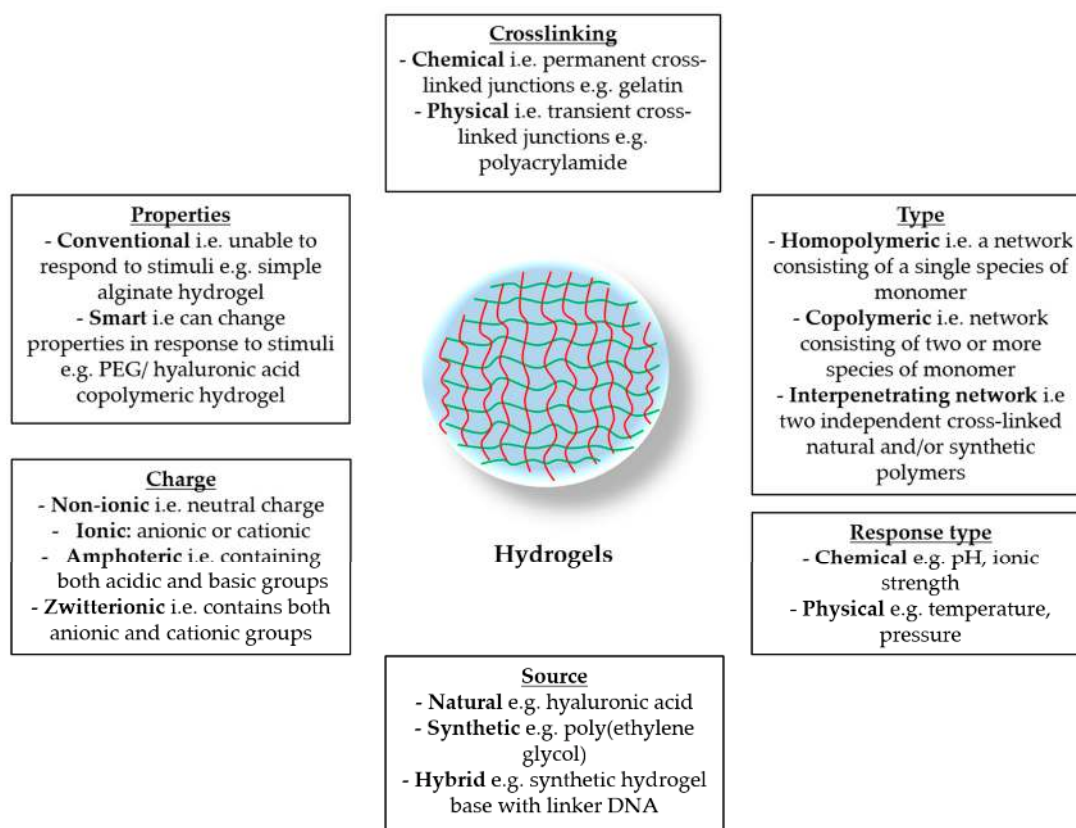 Crosslinking
- Chemical i.e. permanent cross-
linked junctions e.g. gelatin
- Physical i.e. transient cross-
linked junctions e.g.
polyacrylamide
Properties
- Conventional i.e. unable to
respond to stimuli e.g. simple
alginate hydrogel
- Smart i.e can change
properties in response to stimuli
e.g. PEG/ hyaluronic acid
copolymeric hydrogel
Type
- Homopolymeric i.e. a network
consisting of a single species of
monomer
- Copolymeric i.e. network
consisting of two or more
species of monomer
- Interpenetrating network i.e
two independent cross-linked
natural and/or synthetic
polymers
Charge
- Non-ionic i.e. neutral charge
- Ionic: anionic or cationic
- Amphoteric i.e. containing
both acidic and basic groups
- Zwitterionic i.e. contains both
anionic and cationic groups
Hydrogels
Response type
- Chemical e.g. pH, ionic
strength
- Physical e.g. temperature,
pressure
Source
- Natural e.g. hyaluronic acid
- Synthetic e.g. poly(ethylene
glycol)
- Hybrid e.g. synthetic hydrogel
base with linker DNA